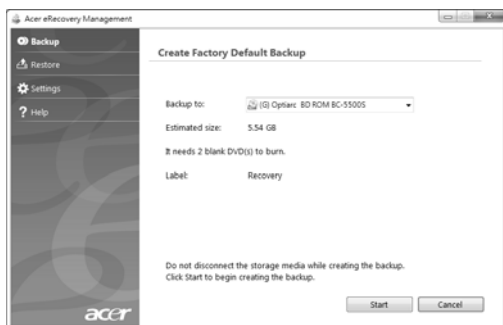 Acer eRecovery Management
Backup
Restore
Settings
Help
Create Factory Default Backup
Backup to: (G) Optiarc BD ROM BC-5500S
Estimated size: 5.54 GB
It needs 2 blank DVD(s) to burn.
Label: Recovery
Do not disconnect the storage media while creating the backup.
Click Start to begin creating the backup.
Start Cancel
acer